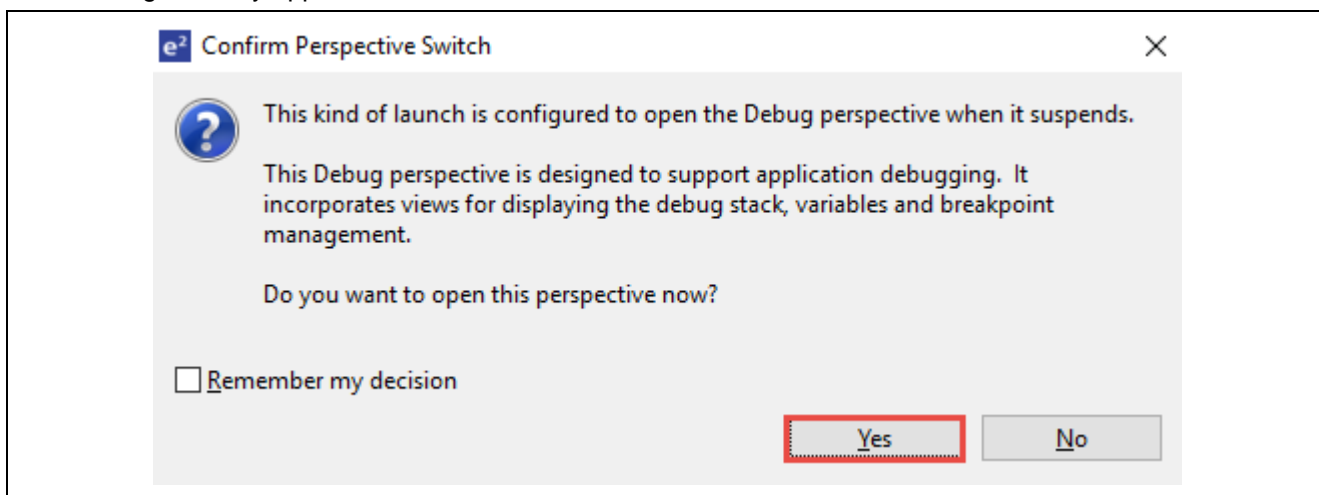 e² Confirm Perspective Switch
This kind of launch is configured to open the Debug perspective when it suspends.
This Debug perspective is designed to support application debugging. It
incorporates views for displaying the debug stack, variables and breakpoint
management.
Do you want to open this perspective now?
Remember my decision
Yes No